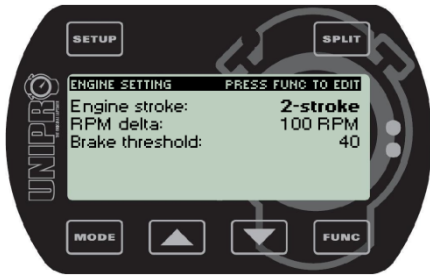 SETUP
SPLIT
ENGINE SETTING PRESS FUNC TO EDIT
Engine stroke: 2-stroke
RPM delta: 100 RPM
Brake threshold: 40
UNIPRO
MODE
FUNC